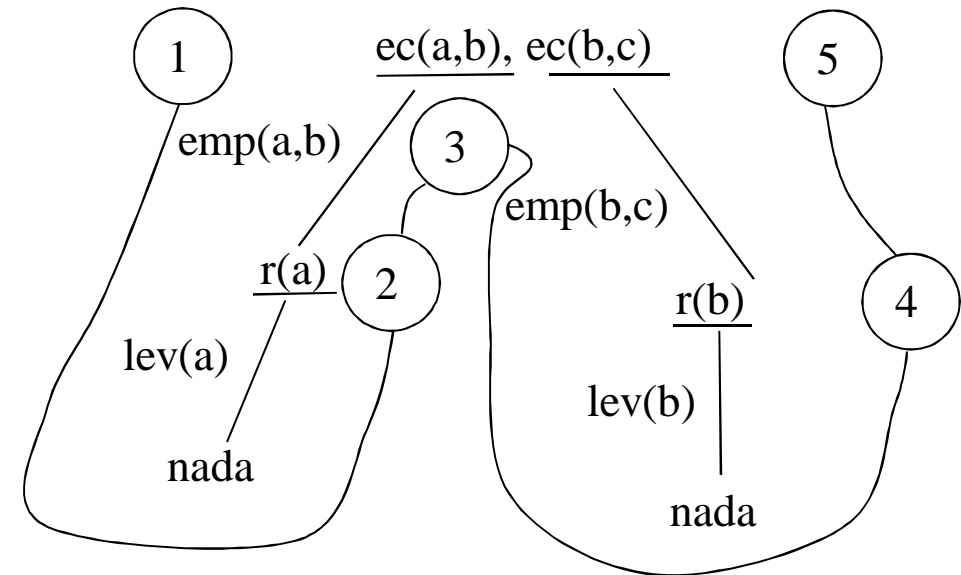 1
ec(a,b), ec(b,c)
5
emp(a,b)
3
emp(b,c)
r(a)
2
r(b)
4
lev(a)
lev(b)
nada
nada